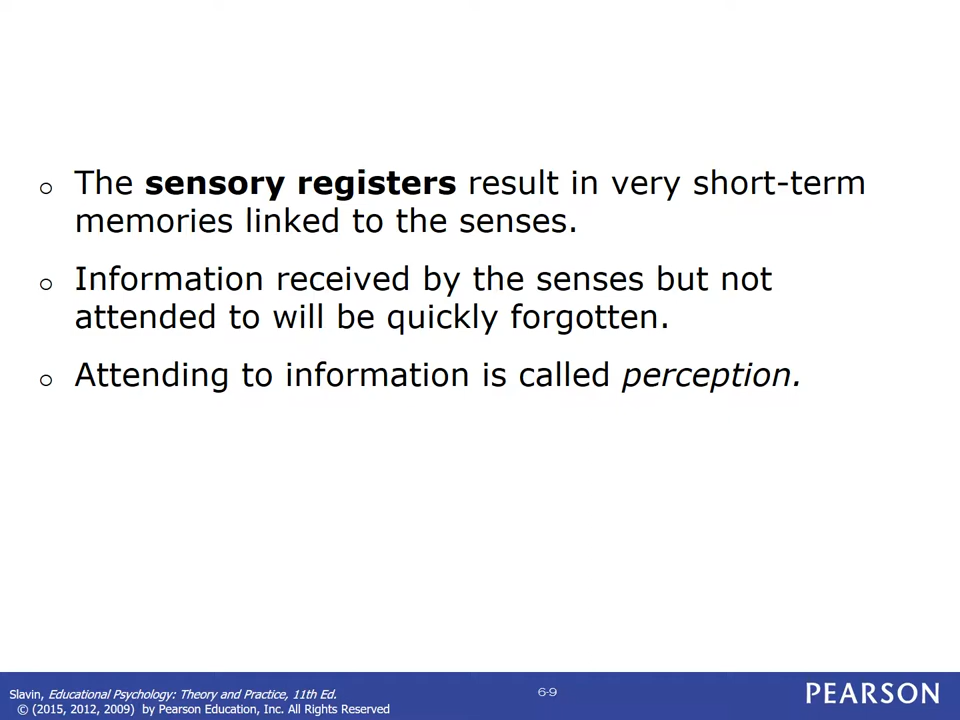 ○ The sensory registers result in very short-term
memories linked to the senses.
○ Information received by the senses but not
attended to will be quickly forgotten.
○ Attending to information is called perception.
Slavin, Educational Psychology: Theory and Practice, 11th Ed.
© (2015, 2012, 2009) by Pearson Education, Inc. All Rights Reserved
6-9
PEARSON